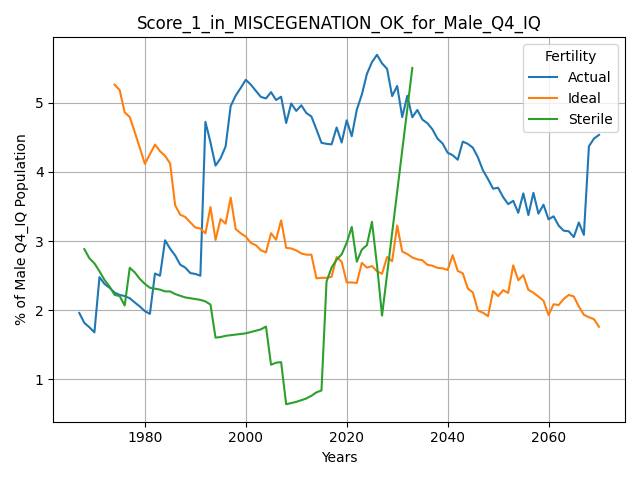 Score_1_in_MISCEGENATION_OK_for_Male_Q4_IQ
Fertility
Actual
Ideal
Sterile
% of Male Q4_IQ Population
5
4
3
2
1
1980 2000 2020 2040 2060
Years